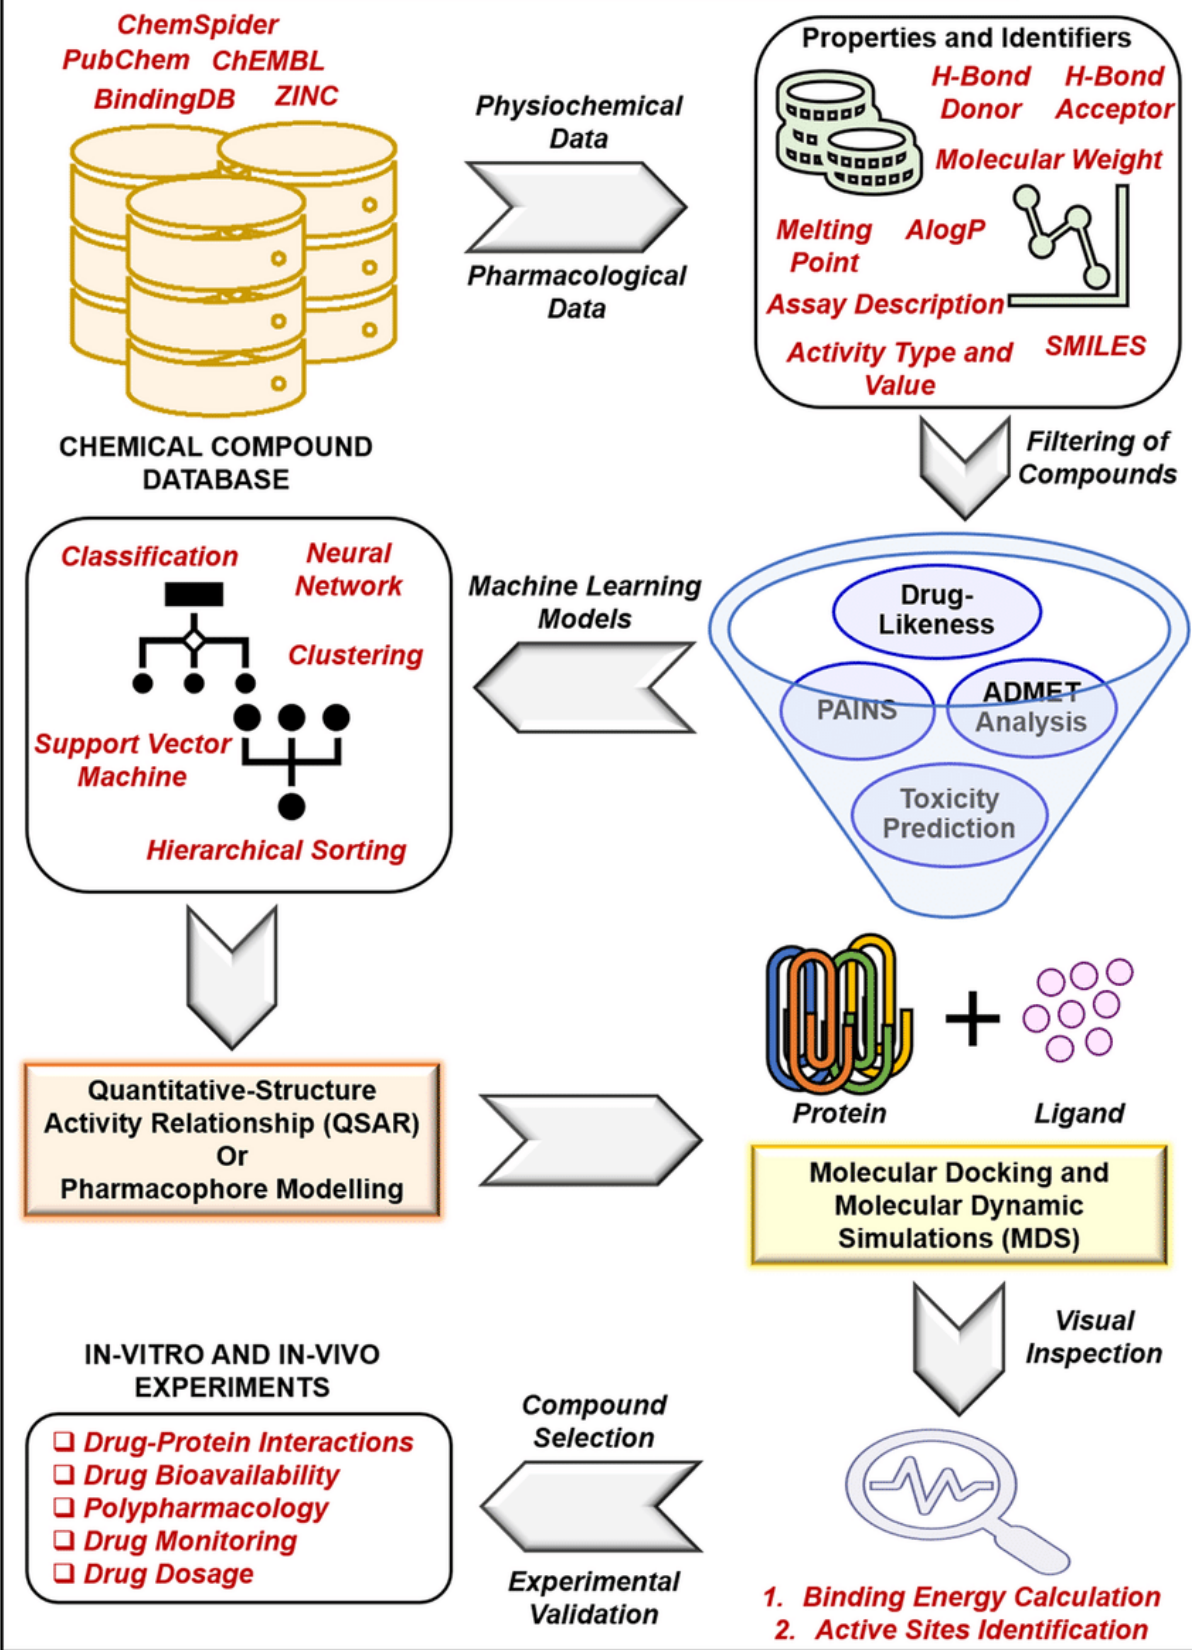 ChemSpider
PubChem ChEMBL
BindingDB ZINC
CHEMICAL COMPOUND
DATABASE
Physiochemical
Data
Pharmacological
Data
Properties and Identifiers
H-Bond
Donor
H-Bond
Acceptor
Molecular Weight
Melting
Point
AlogP
Assay Description
Activity Type and
Value
SMILES
Filtering of
Compounds
Drug-
Likeness
PAINS
ADMET
Analysis
Toxicity
Prediction
Machine Learning
Models
Classification
Neural
Network
Clustering
Support Vector
Machine
Hierarchical Sorting
Quantitative-Structure
Activity Relationship (QSAR)
Or
Pharmacophore Modelling
Protein
Ligand
Molecular Docking and
Molecular Dynamic
Simulations (MDS)
Visual
Inspection
1. Binding Energy Calculation
2. Active Sites Identification
Compound
Selection
Experimental
Validation
IN-VITRO AND IN-VIVO
EXPERIMENTS
❑ Drug-Protein Interactions
❑ Drug Bioavailability
❑ Polypharmacology
❑ Drug Monitoring
❑ Drug Dosage